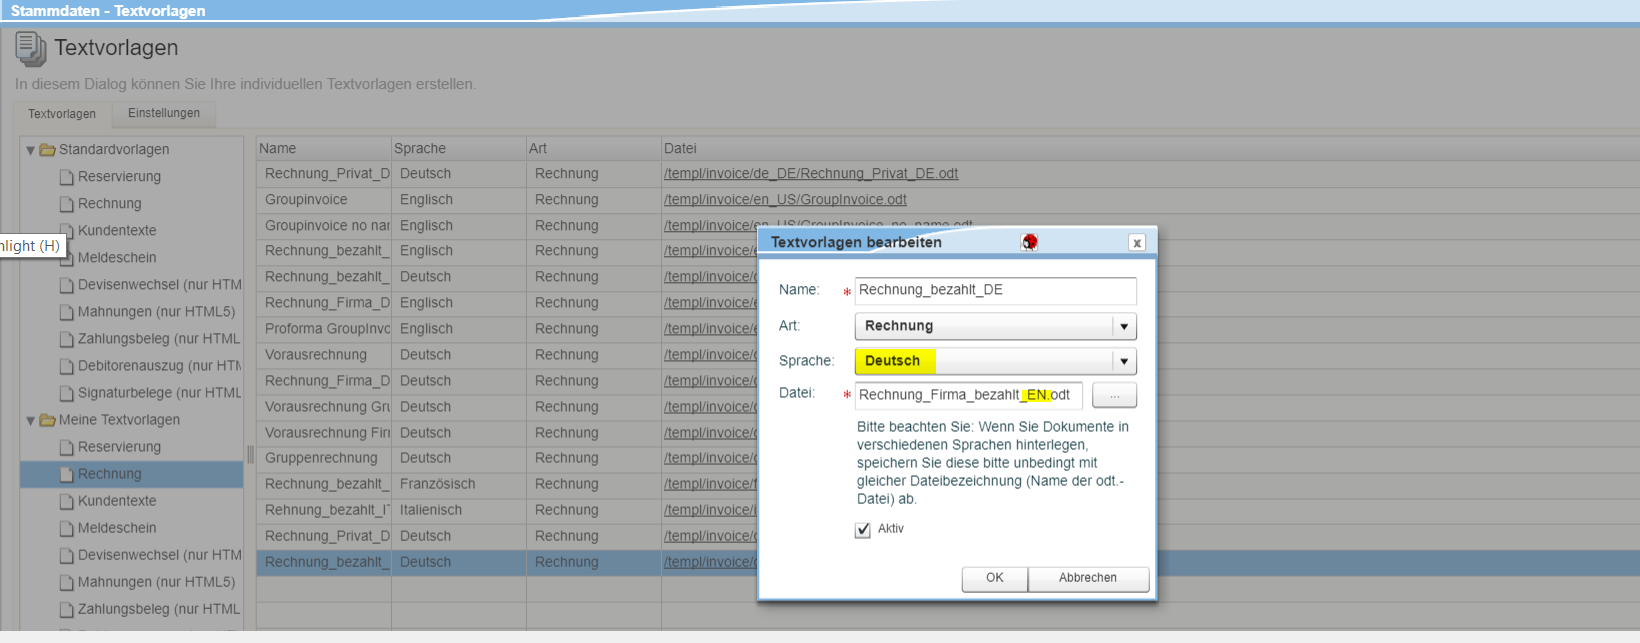 Stammdaten - Textvorlagen
Textvorlagen
In diesem Dialog können Sie Ihre individuellen Textvorlagen erstellen.
Textvorlagen Einstellungen
Standardvorlagen
Reservierung
Rechnung
Kundentexte
nlight (H)
Meldeschein
Devisenwechsel (nur HTM
Mahnungen (nur HTML5)
Zahlungsbeleg (nur HTML
Debitorenauszug (nur HTM
Signaturbelege (nur HTML
Meine Textvorlagen
Reservierung
Rechnung
Kundentexte
Meldeschein
Devisenwechsel (nur HTM
Mahnungen (nur HTML5)
Zahlungsbeleg (nur HTML
Name Sprache Art Datei
Rechnung_Privat_D Deutsch Rechnung /templ/invoice/de_DE/Rechnung_Privat_DE.odt
Groupinvoice Englisch Rechnung /templ/invoice/en_US/GroupInvoice.odt
Groupinvoice no nar Englisch Rechnung /templ/invoice/en_US/GroupInvoice_no_name.odt
Rechnung_bezahlt_ Englisch Rechnung /templ/invoice/e
Rechnung_bezahlt_ Deutsch Rechnung /templ/invoice/
Rechnung_Firma_D Englisch Rechnung /templ/invoice/e
Proforma GroupInvo Englisch Rechnung /templ/invoice/e
Vorausrechnung Deutsch Rechnung /templ/invoice/
Rechnung_Firma_D Deutsch Rechnung /templ/invoice/
Vorausrechnung Gru Deutsch Rechnung /templ/invoice/
Vorausrechnung Fir Deutsch Rechnung /templ/invoice/
Gruppenrechnung Deutsch Rechnung /templ/invoice/
Rechnung_bezahlt_ Französisch Rechnung /templ/invoice/f
Rehnung_bezahlt_IT Italienisch Rechnung /templ/invoice/i
Rechnung_Privat_D Deutsch Rechnung /templ/invoice/
Rechnung_bezahlt_ Deutsch Rechnung /templ/invoice/
Textvorlagen bearbeiten x
Name: * Rechnung_bezahlt_DE
Art: Rechnung
Sprache: Deutsch
Datei: * Rechnung_Firma_bezahlt_EN.odt ...
Bitte beachten Sie: Wenn Sie Dokumente in
verschiedenen Sprachen hinterlegen,
speichern Sie diese bitte unbedingt mit
gleicher Dateibezeichnung (Name der odt.-
Datei) ab.
Aktiv
OK Abbrechen